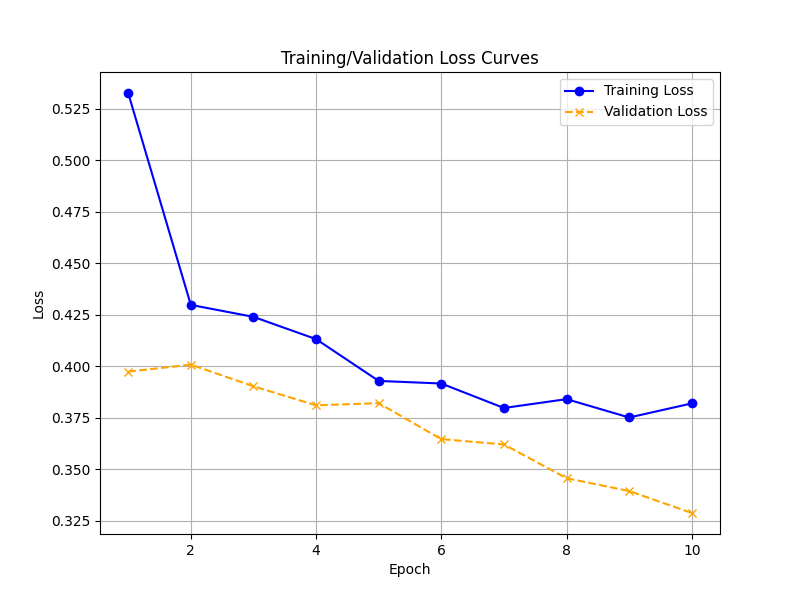 Training/Validation Loss Curves
Training Loss
Validation Loss
0.525
0.500
0.475
0.450
0.425
0.400
0.375
0.350
0.325
Loss
2 4 6 8 10
Epoch